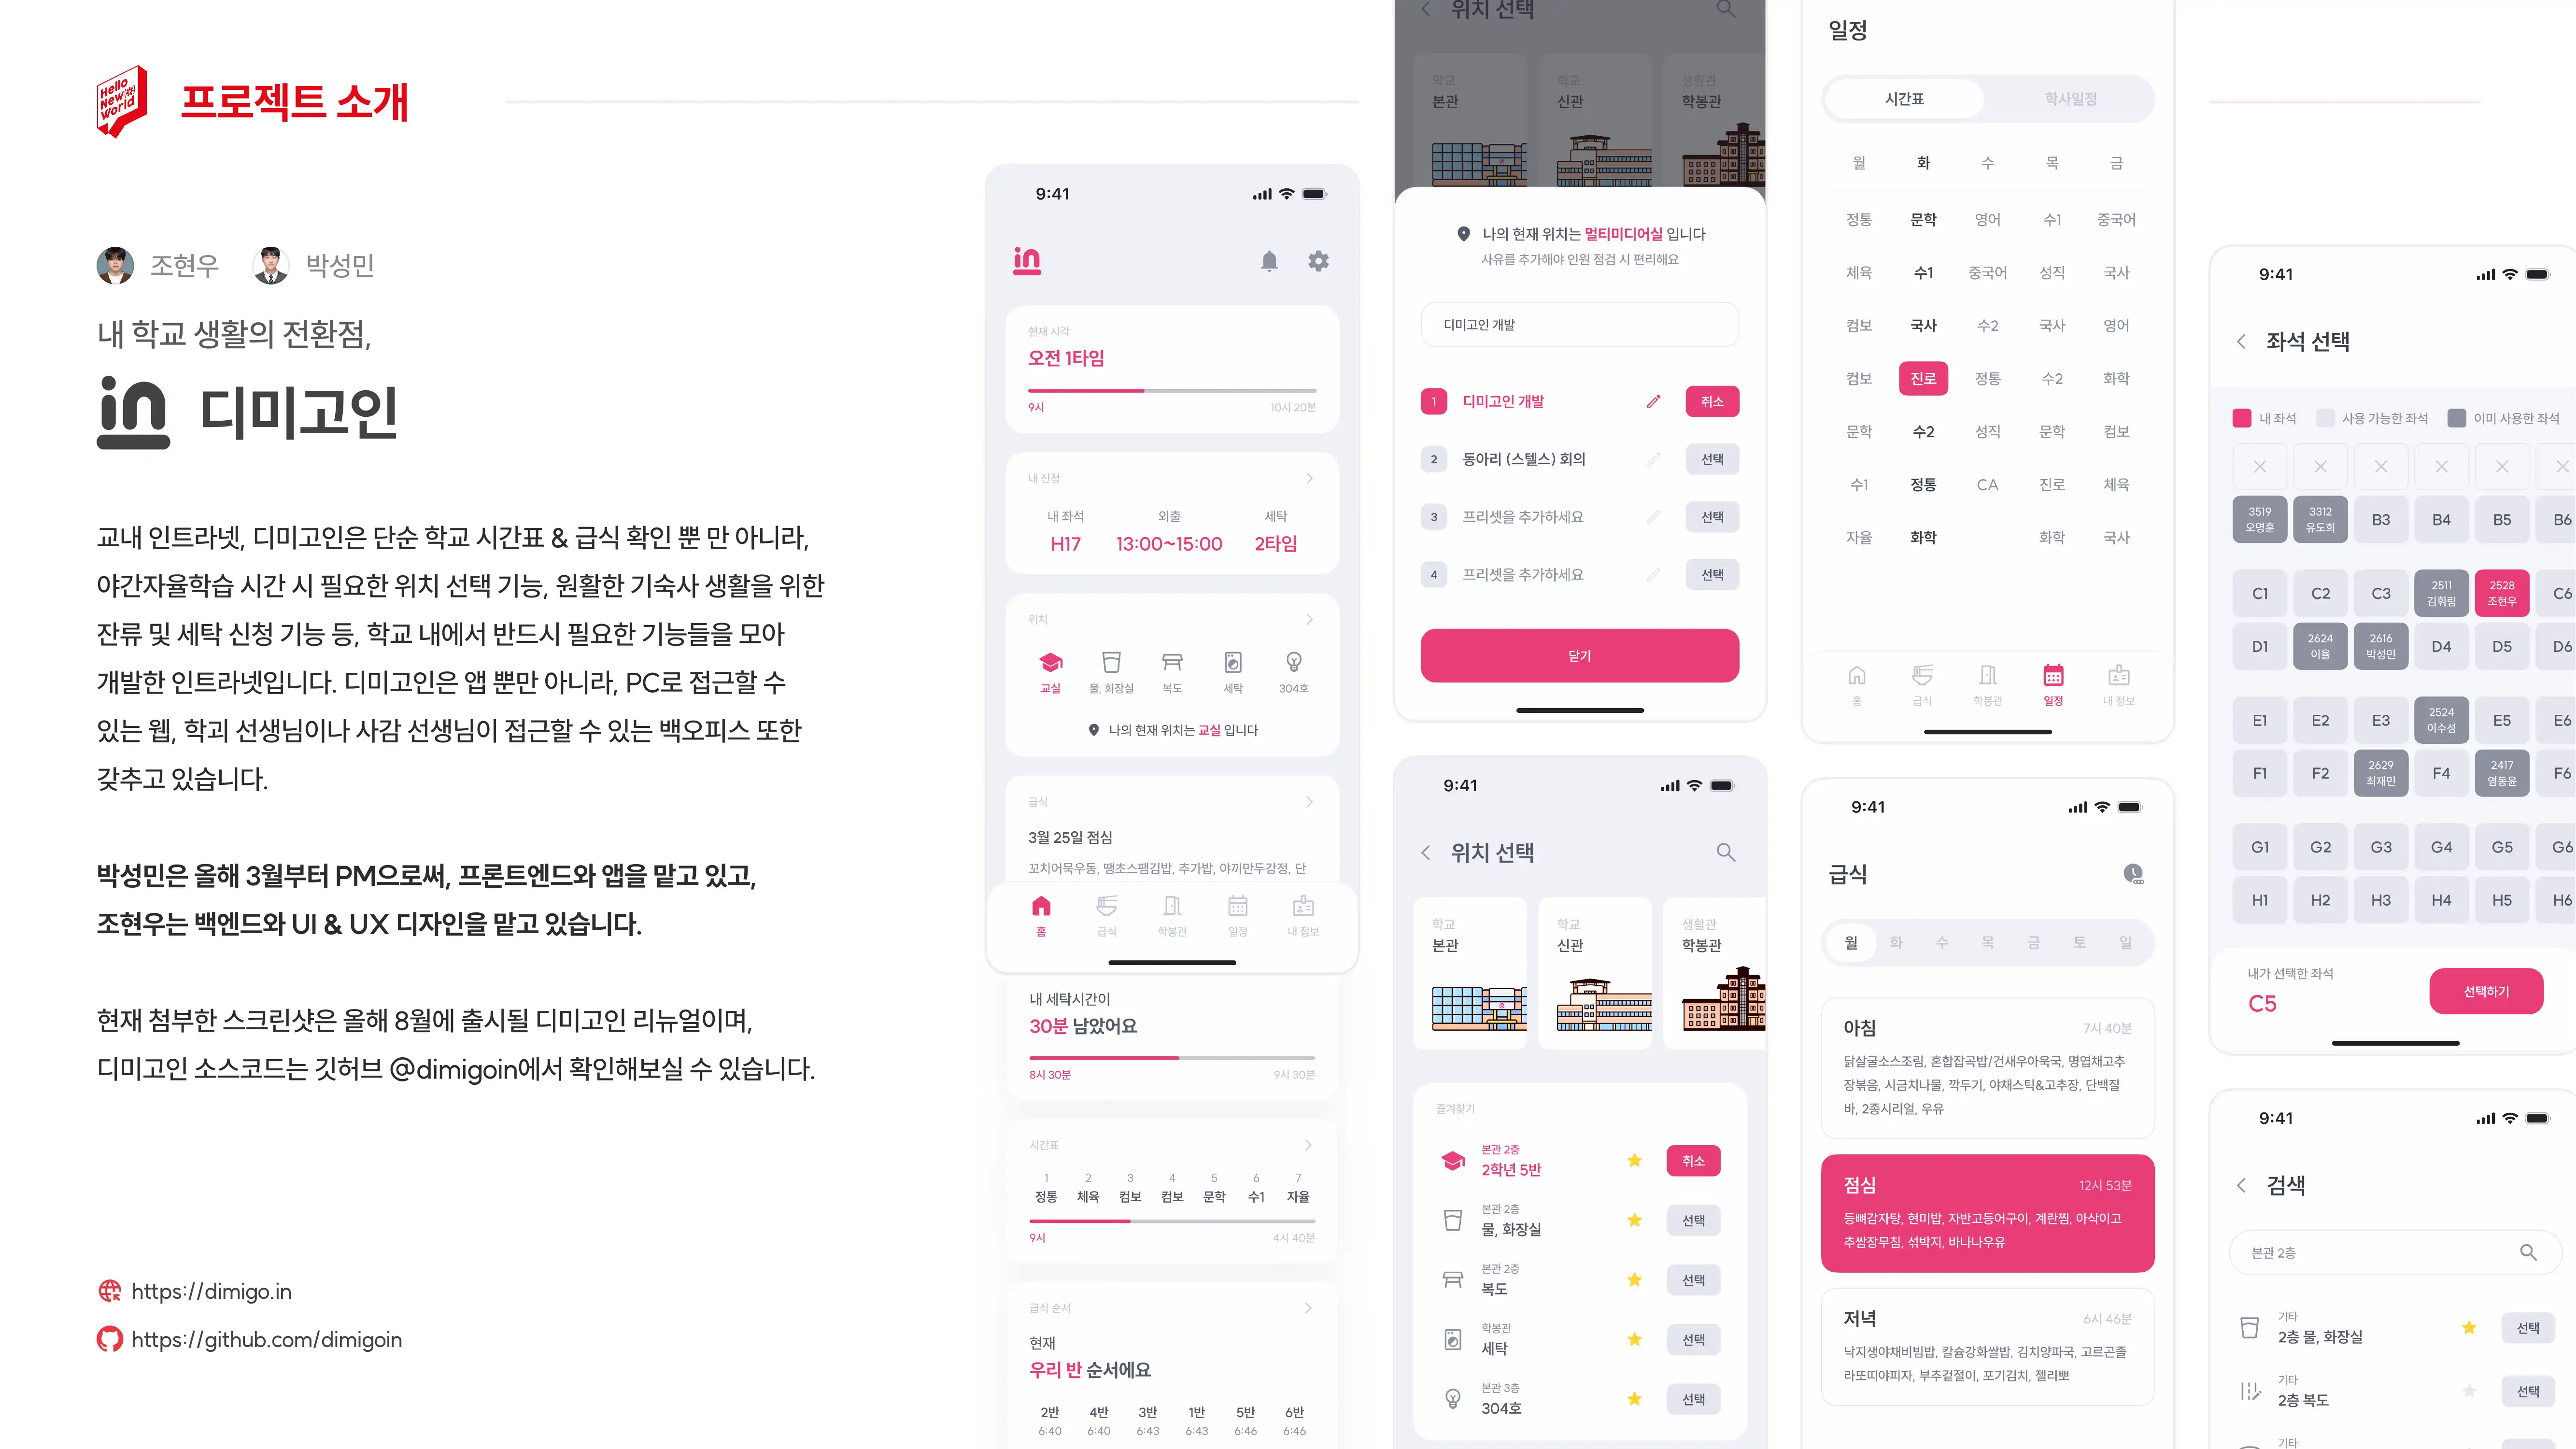 Hello
New
World
프로젝트 소개
조현우
박성민
내 학교 생활의 전환점,
in 디미고인
교내 인트라넷, 디미고인은 단순 학교 시간표 & 급식 확인 뿐 만 아니라,
야간자율학습 시간 시 필요한 위치 선택 기능, 원활한 기숙사 생활을 위한
잔류 및 세탁 신청 기능 등, 학교 내에서 반드시 필요한 기능들을 모아
개발한 인트라넷입니다. 디미고인은 앱 뿐만 아니라, PC로 접근할 수
있는 웹, 학괴 선생님이나 사감 선생님이 접근할 수 있는 백오피스 또한
갖추고 있습니다.
박성민은 올해 3월부터 PM으로써, 프론트엔드와 앱을 맡고 있고,
조현우는 백엔드와 UI & UX 디자인을 맡고 있습니다.
현재 첨부한 스크린샷은 올해 8월에 출시될 디미고인 리뉴얼이며,
디미고인 소스코드는 깃허브 @dimigoin에서 확인해보실 수 있습니다.
https://dimigo.in
https://github.com/dimigoin
9:41
in
현재 시각
오전 1타임
9시 10시 20분
내 신청
내 좌석 외출 세탁
H17 13:00~15:00 2타임
위치
교실 물, 화장실 복도 세탁 304호
나의 현재 위치는 교실 입니다
급식
3월 25일 점심
꼬치어묵우동, 땡초스팸김밥, 추가밥, 야끼만두강정, 단
홈 급식 학봉관 일정 내 정보
내 세탁시간이
30분 남았어요
8시 30분 9시 30분
시간표
1 2 3 4 5 6 7
정통 체육 컴보 컴보 문학 수1 자율
9시 4시 40분
급식 순서
현재
우리 반 순서에요
2반 4반 3반 1반 5반 6반
6:40 6:40 6:43 6:43 6:46 6:46
위치 선택
학교 학교 생활관
본관 신관 학봉관
나의 현재 위치는 멀티미디어실 입니다
사유를 추가해야 인원 점검 시 편리해요
디미고인 개발
1 디미고인 개발 취소
2 동아리 (스텔스) 회의 선택
3 프리셋을 추가하세요 선택
4 프리셋을 추가하세요 선택
닫기
9:41
위치 선택
학교 학교 생활관
본관 신관 학봉관
즐겨찾기
본관 2층
2학년 5반 취소
본관 2층
물, 화장실 선택
본관 2층
복도 선택
학봉관
세탁 선택
본관 3층
304호 선택
일정
시간표 학사일정
월 화 수 목 금
정통 문학 영어 수1 중국어
체육 수1 중국어 성직 국사
컴보 국사 수2 국사 영어
컴보 진로 정통 수2 화학
문학 수2 성직 문학 컴보
수1 정통 CA 진로 체육
자율 화학 화학 국사
홈 급식 학봉관 일정 내 정보
9:41
급식
월 화 수 목 금 토 일
아침 7시 40분
닭살굴소스조림, 혼합잡곡밥/건새우아욱국, 명엽채고추
장볶음, 시금치나물, 깍두기, 야채스틱&고추장, 단백질
바, 2종시리얼, 우유
점심 12시 53분
등뼈감자탕, 현미밥, 자반고등어구이, 계란찜, 아삭이고
추쌈장무침, 섞박지, 바나나우유
저녁 6시 46분
낙지생야채비빔밥, 칼슘강화쌀밥, 김치양파국, 고르곤졸
라또띠야피자, 부추겉절이, 포기김치, 젤리뽀
9:41
좌석 선택
내 좌석 사용 가능한 좌석 이미 사용한 좌석
3519 오명훈 3312 유도희 B3 B4 B5 B6
C1 C2 C3 2511 김휘림 2528 조현우 C6
D1 2624 이율 2616 박성민 D4 D5 D6
E1 E2 E3 2524 이수성 E5 E6
F1 F2 2629 최재민 F4 2417 염동윤 F6
G1 G2 G3 G4 G5 G6
H1 H2 H3 H4 H5 H6
내가 선택한 좌석
C5 선택하기
9:41
검색
본관 2층
기타
2층 물, 화장실 선택
기타
2층 복도 선택
기타